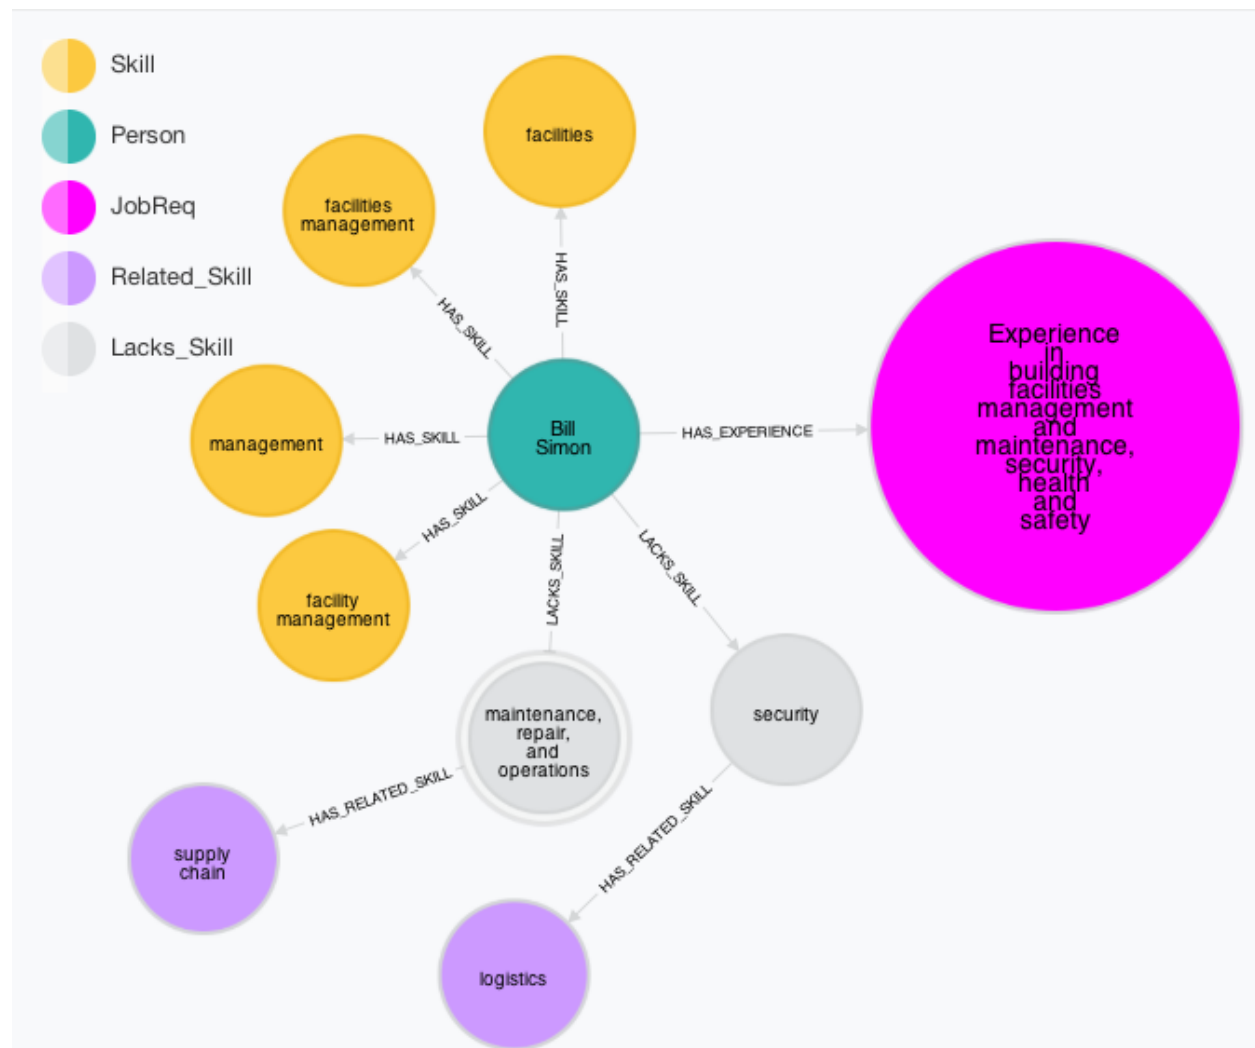 Skill
Person
JobReq
Related_Skill
Lacks_Skill
facilities
facilities
management
HAS_SKILL
HAS_SKILL
management
HAS_SKILL
Bill
Simon
HAS_EXPERIENCE
Experience
in
building
facilities
management
and
maintenance,
security,
health
and
safety
HAS_SKILL
facility
management
LACKS_SKILL
LACKS_SKILL
maintenance,
repair,
and
operations
security
HAS_RELATED_SKILL
supply
chain
HAS_RELATED_SKILL
logistics